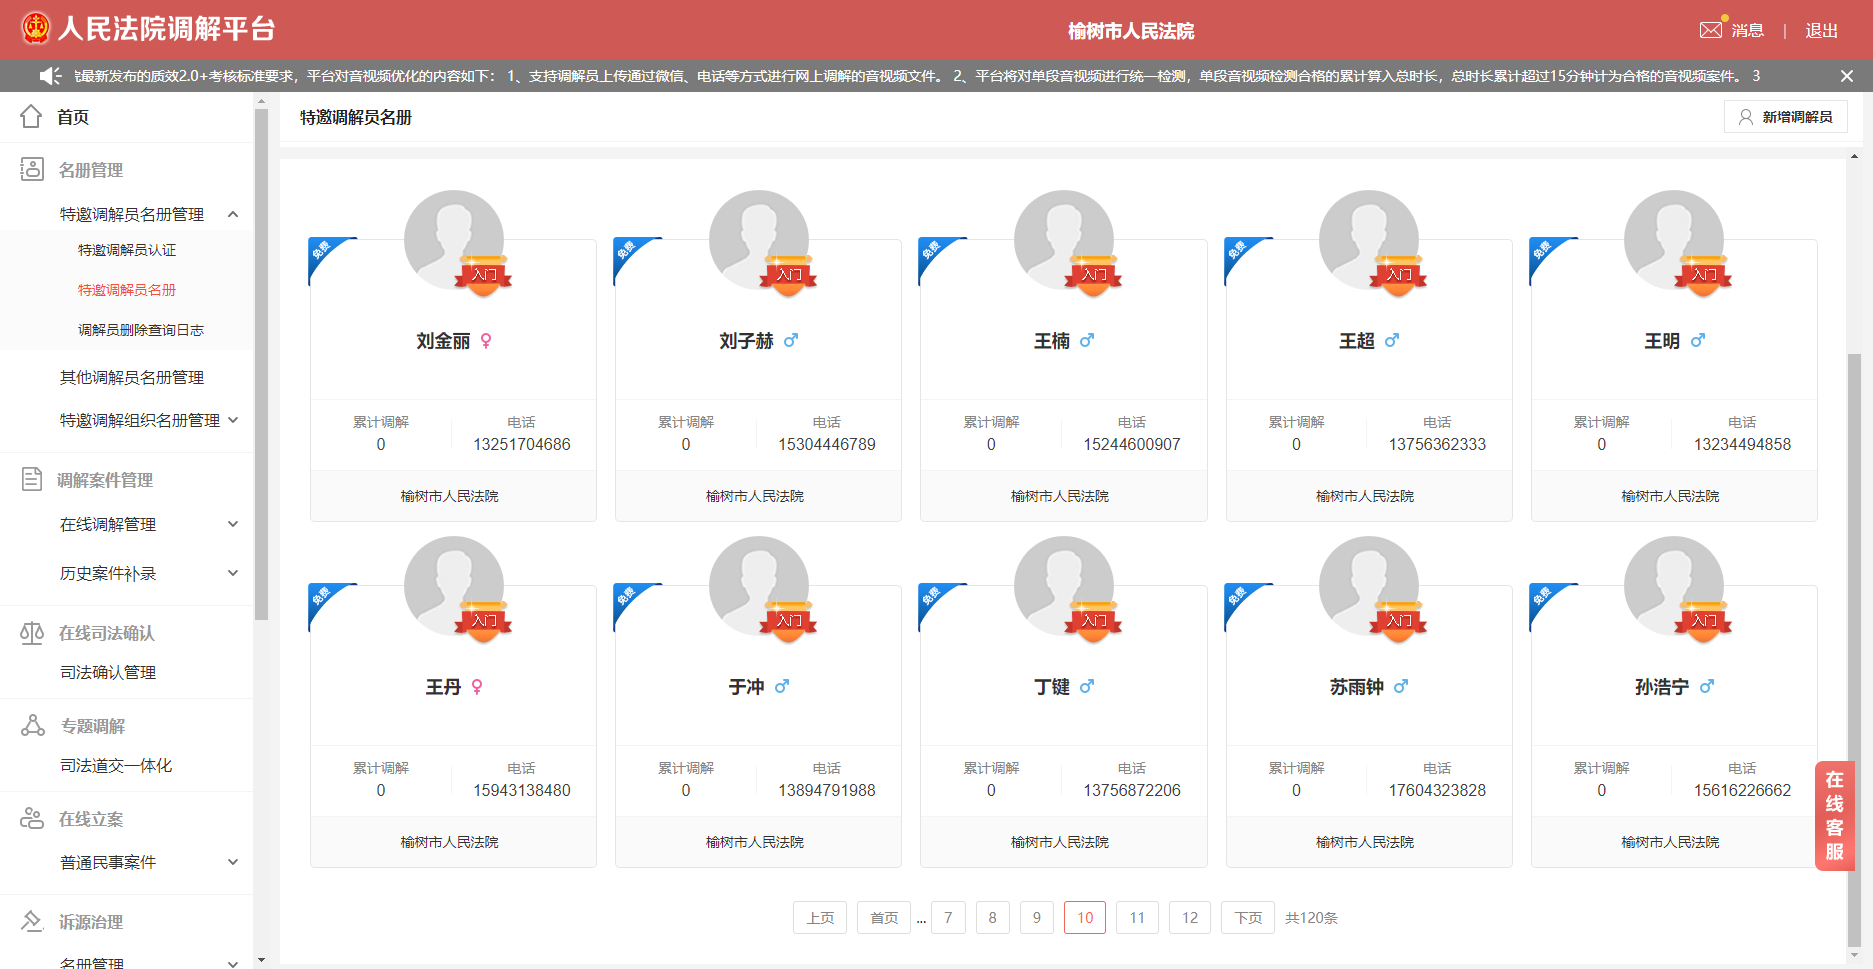 人民法院调解平台
榆树市人民法院
消息 | 退出
最新发布的质效2.0+考核标准要求，平台对音视频优化的内容如下： 1、支持调解员上传通过微信、电话等方式进行网上调解的音视频文件。 2、平台将对单段音视频进行统一检测，单段音视频检测合格的累计算入总时长，总时长累计超过15分钟计为合格的音视频案件。 3
首页
名册管理
特邀调解员名册管理
特邀调解员认证
特邀调解员名册
调解员删除查询日志
其他调解员名册管理
特邀调解组织名册管理
调解案件管理
在线调解管理
历史案件补录
在线司法确认
司法确认管理
专题调解
司法道交一体化
在线立案
普通民事案件
诉源治理
名册管理
特邀调解员名册
新增调解员
免费 免费 免费 免费 免费
入门 入门 入门 入门 入门
刘金丽 刘子赫 王楠 王超 王明
累计调解 电话 累计调解 电话 累计调解 电话 累计调解 电话 累计调解 电话
0 13251704686 0 15304446789 0 15244600907 0 13756362333 0 13234494858
榆树市人民法院 榆树市人民法院 榆树市人民法院 榆树市人民法院 榆树市人民法院
免费 免费 免费 免费 免费
入门 入门 入门 入门 入门
王丹 于冲 丁键 苏雨钟 孙浩宁
累计调解 电话 累计调解 电话 累计调解 电话 累计调解 电话 累计调解 电话
0 15943138480 0 13894791988 0 13756872206 0 17604323828 0 15616226662
榆树市人民法院 榆树市人民法院 榆树市人民法院 榆树市人民法院 榆树市人民法院
上页 首页 ... 7 8 9 10 11 12 下页 共120条
在线客服